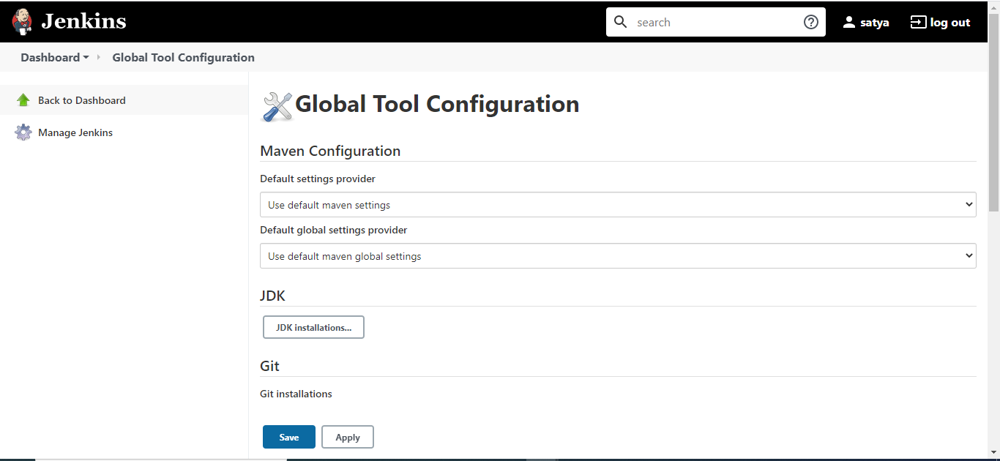 Jenkins
search
satya
log out
Dashboard
Global Tool Configuration
Back to Dashboard
Manage Jenkins
Global Tool Configuration
Maven Configuration
Default settings provider
Use default maven settings
Default global settings provider
Use default maven global settings
JDK
JDK installations...
Git
Git installations
Save
Apply